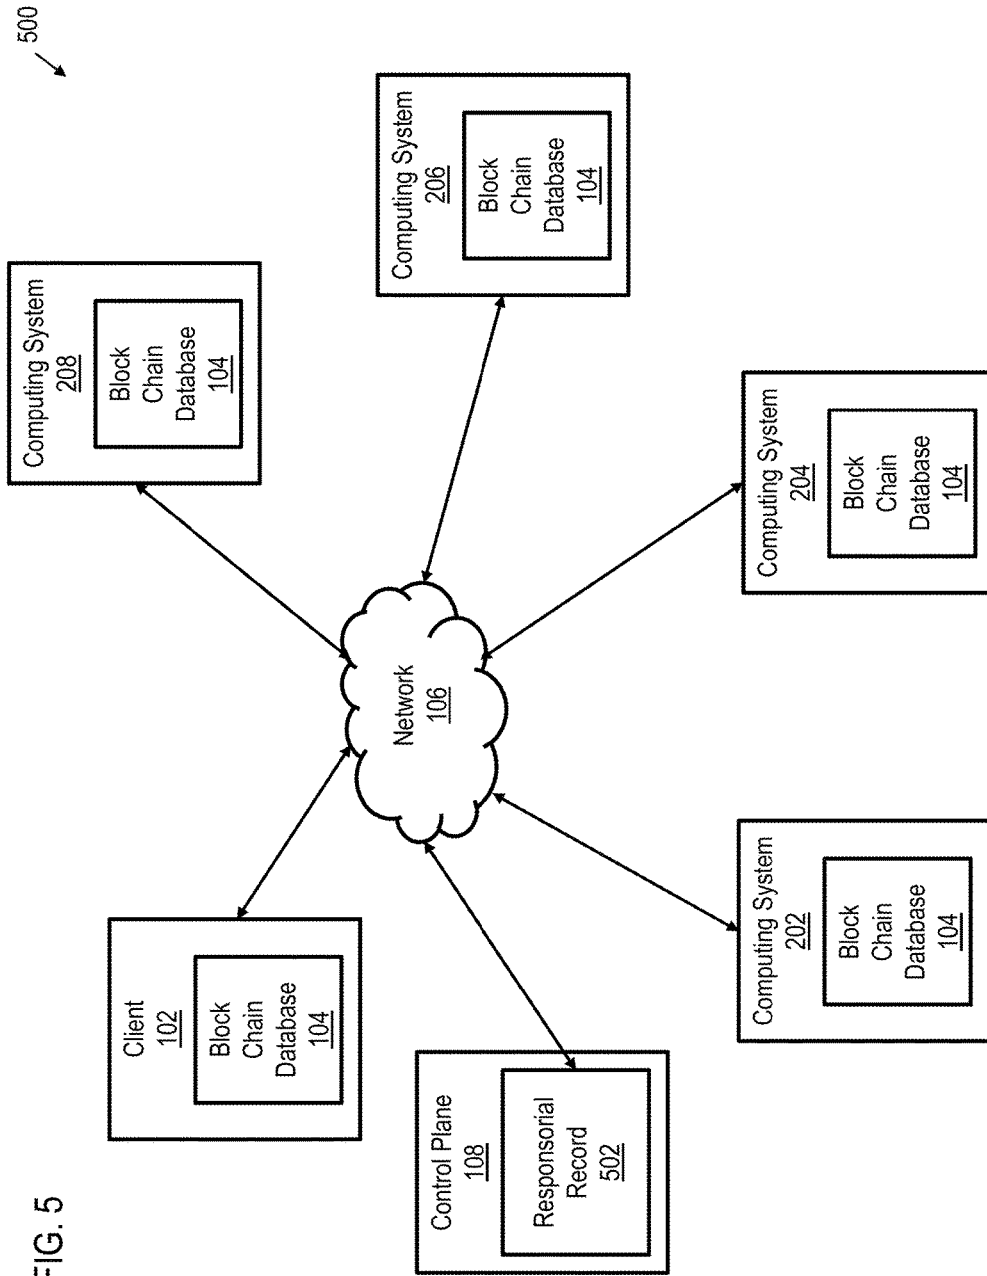 FIG. 5
500
Client
102
Block
Chain
Database
104
Computing System
208
Block
Chain
Database
104
Control Plane
108
Responsorial
Record
502
Network
106
Computing System
206
Block
Chain
Database
104
Computing System
202
Block
Chain
Database
104
Computing System
204
Block
Chain
Database
104